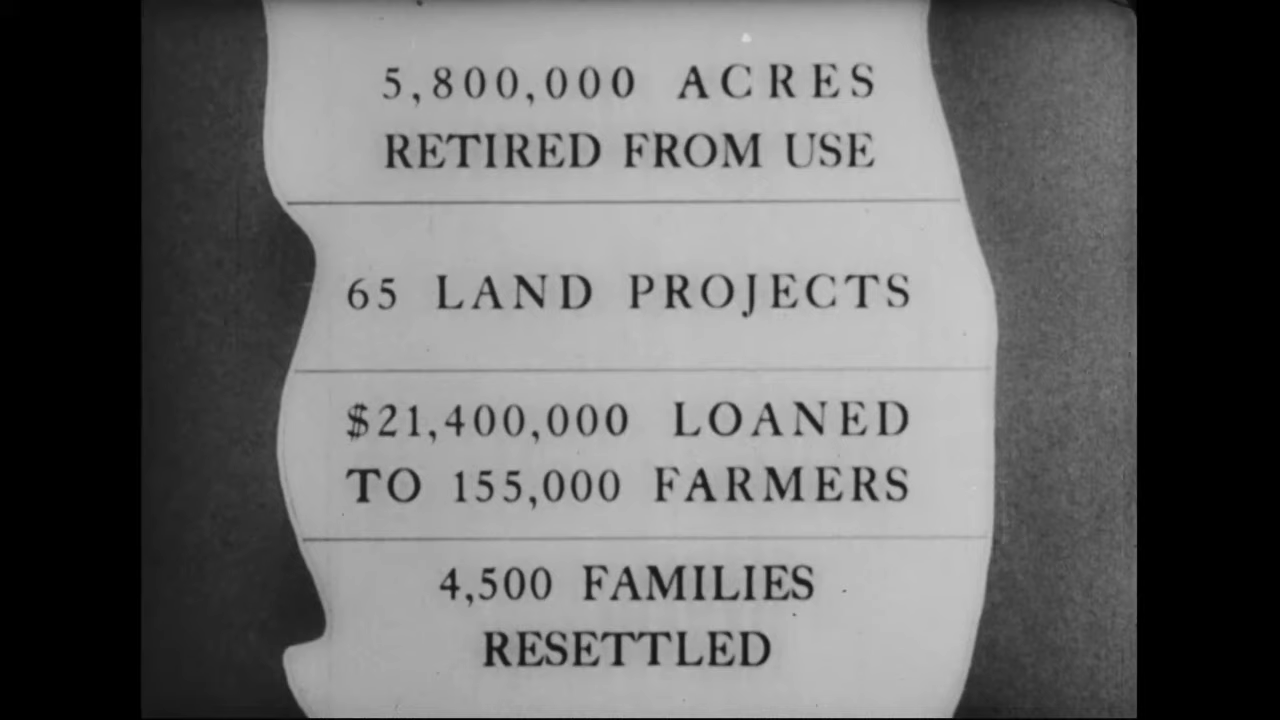 5,800,000 ACRES
RETIRED FROM USE
65 LAND PROJECTS
$21,400,000 LOANED
TO 155,000 FARMERS
4,500 FAMILIES
RESETTLED